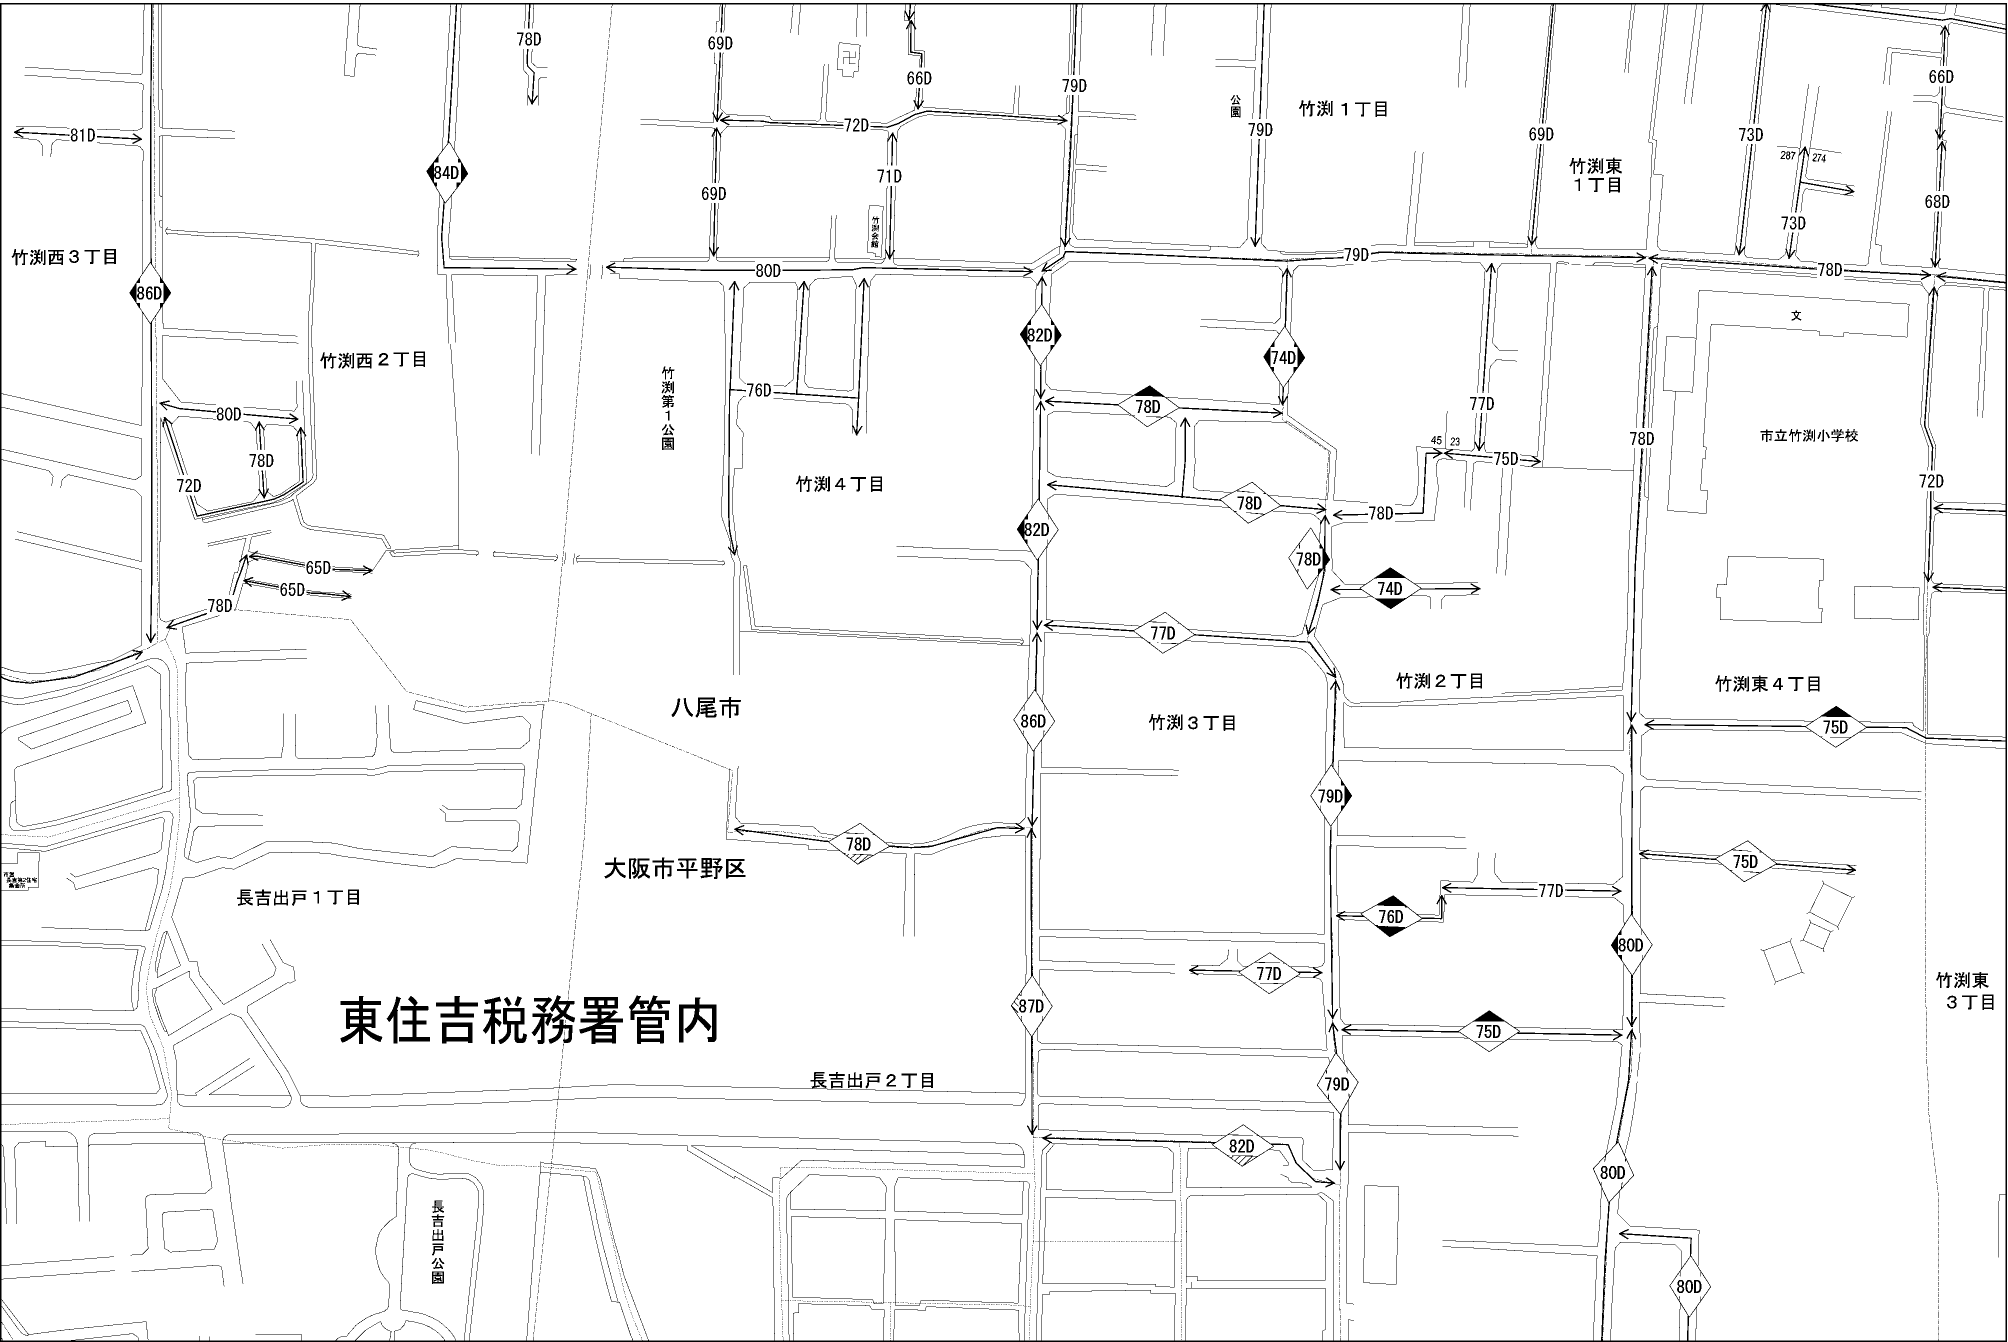 78D
69D
66D
79D
公園
79D
竹渕１丁目
66D
81D
72D
69D
73D
287
274
84D
69D
71D
竹渕東
１丁目
68D
73D
竹渕会館
竹渕西３丁目
79D
80D
78D
86D
文
82D
74D
竹渕西２丁目
竹渕第１公園
76D
78D
77D
80D
78D
45
23
市立竹渕小学校
78D
72D
75D
竹渕４丁目
72D
78D
78D
82D
78D
65D
65D
74D
78D
77D
竹渕２丁目
竹渕東４丁目
八尾市
86D
竹渕３丁目
75D
79D
78D
大阪市平野区
75D
長吉出戸１丁目
77D
76D
80D
77D
竹渕東
３丁目
87D
東住吉税務署管内
75D
長吉出戸２丁目
79D
82D
80D
長吉出戸公園
80D